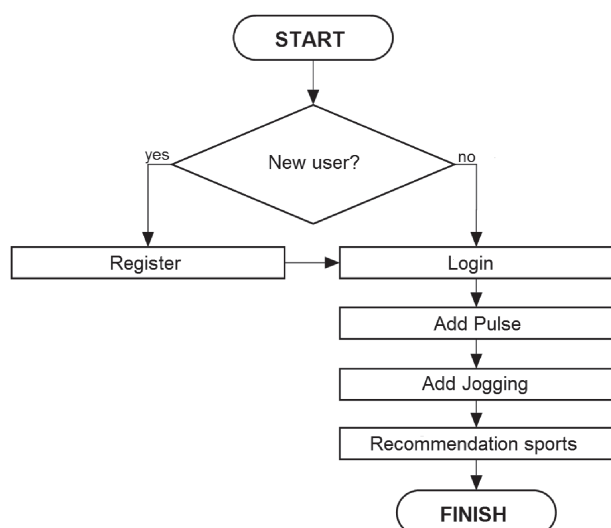 START
New user?
yes
no
Register
Login
Add Pulse
Add Jogging
Recommendation sports
FINISH